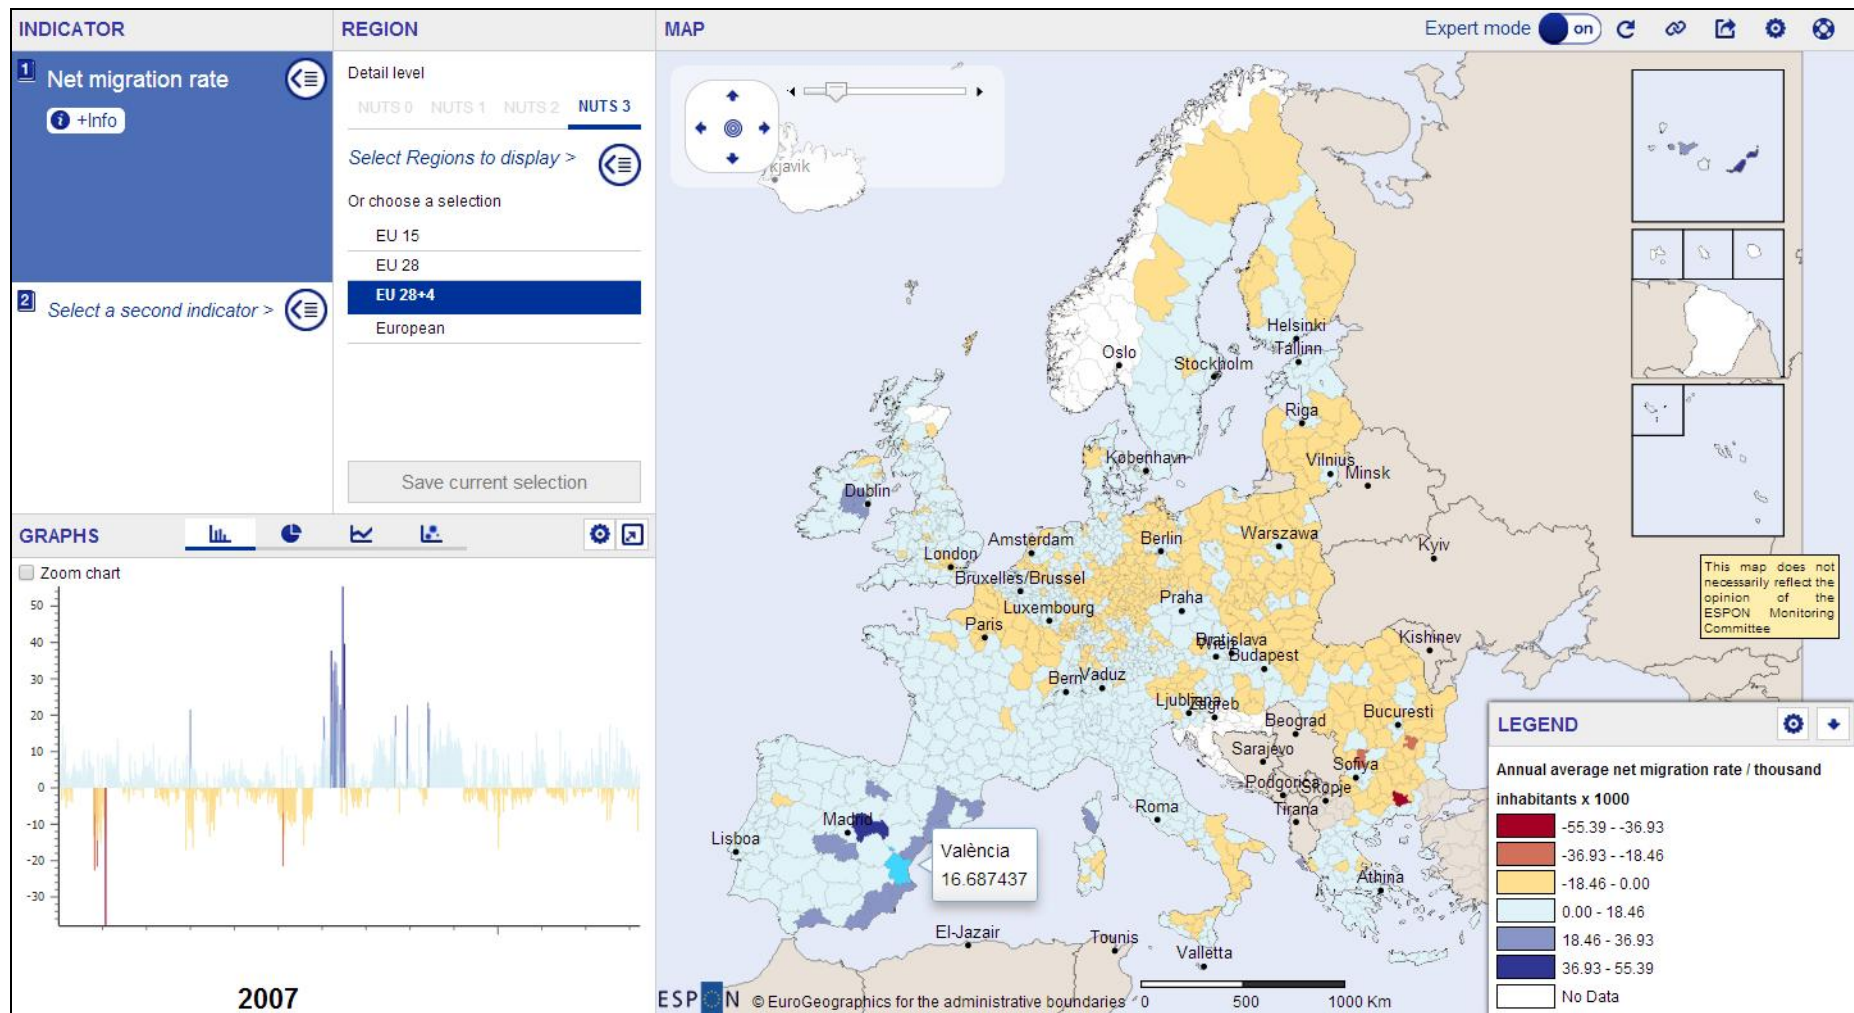 INDICATOR
1
Net migration rate
i +Info
2
Select a second indicator >
REGION
Detail level
NUTS 0 NUTS 1 NUTS 2 NUTS 3
Select Regions to display >
Or choose a selection
EU 15
EU 28
EU 28+4
European
Save current selection
GRAPHS
Zoom chart
50
40
30
20
10
0
-10
-20
-30
2007
MAP
Expert mode on
kjavik
Helsinki
Tallinn
Oslo
Stockholm
Riga
København
Vilnius
Minsk
Dublin
Amsterdam
Berlin
Warszawa
Kyiv
London
Bruxelles/Brussel
Praha
Luxembourg
Paris
Kishinev
Bratislava
Wien
Budapest
Bern
Vaduz
Ljubljana
Zagreb
Beograd
Bucuresti
Sarajevo
Sofiya
Podgorica
Skopje
Tirana
Roma
Madrid
Lisboa
València
16.687437
Athina
El-Jazair
Tounis
Valletta
This map does not
necessarily reflect the
opinion of the
ESPON Monitoring
Committee
LEGEND
Annual average net migration rate / thousand
inhabitants x 1000
-55.39 - -36.93
-36.93 - -18.46
-18.46 - 0.00
0.00 - 18.46
18.46 - 36.93
36.93 - 55.39
No Data
ESPON © EuroGeographics for the administrative boundaries
0 500 1000 Km